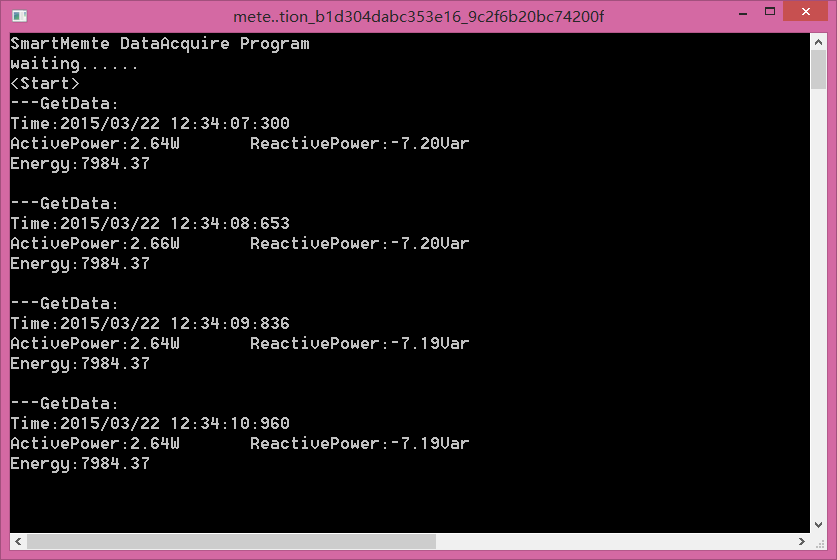 mete..tion_b1d304dabc353e16_9c2f6b20bc74200f
SmartMemte DataAcquire Program
waiting......
<Start>
---GetData:
Time:2015/03/22 12:34:07:300
ActivePower:2.64W       ReactivePower:-7.20Var
Energy:7984.37
---GetData:
Time:2015/03/22 12:34:08:653
ActivePower:2.66W       ReactivePower:-7.20Var
Energy:7984.37
---GetData:
Time:2015/03/22 12:34:09:836
ActivePower:2.64W       ReactivePower:-7.19Var
Energy:7984.37
---GetData:
Time:2015/03/22 12:34:10:960
ActivePower:2.64W       ReactivePower:-7.19Var
Energy:7984.37